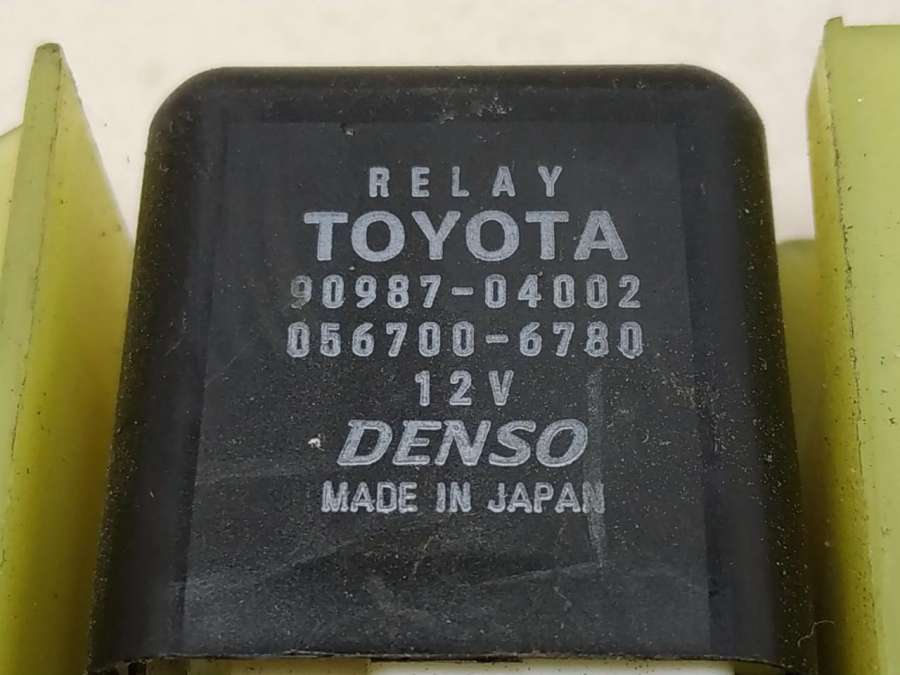 RELAY
TOYOTA
90987-04002
056700-6780
12V
DENSO
MADE IN JAPAN